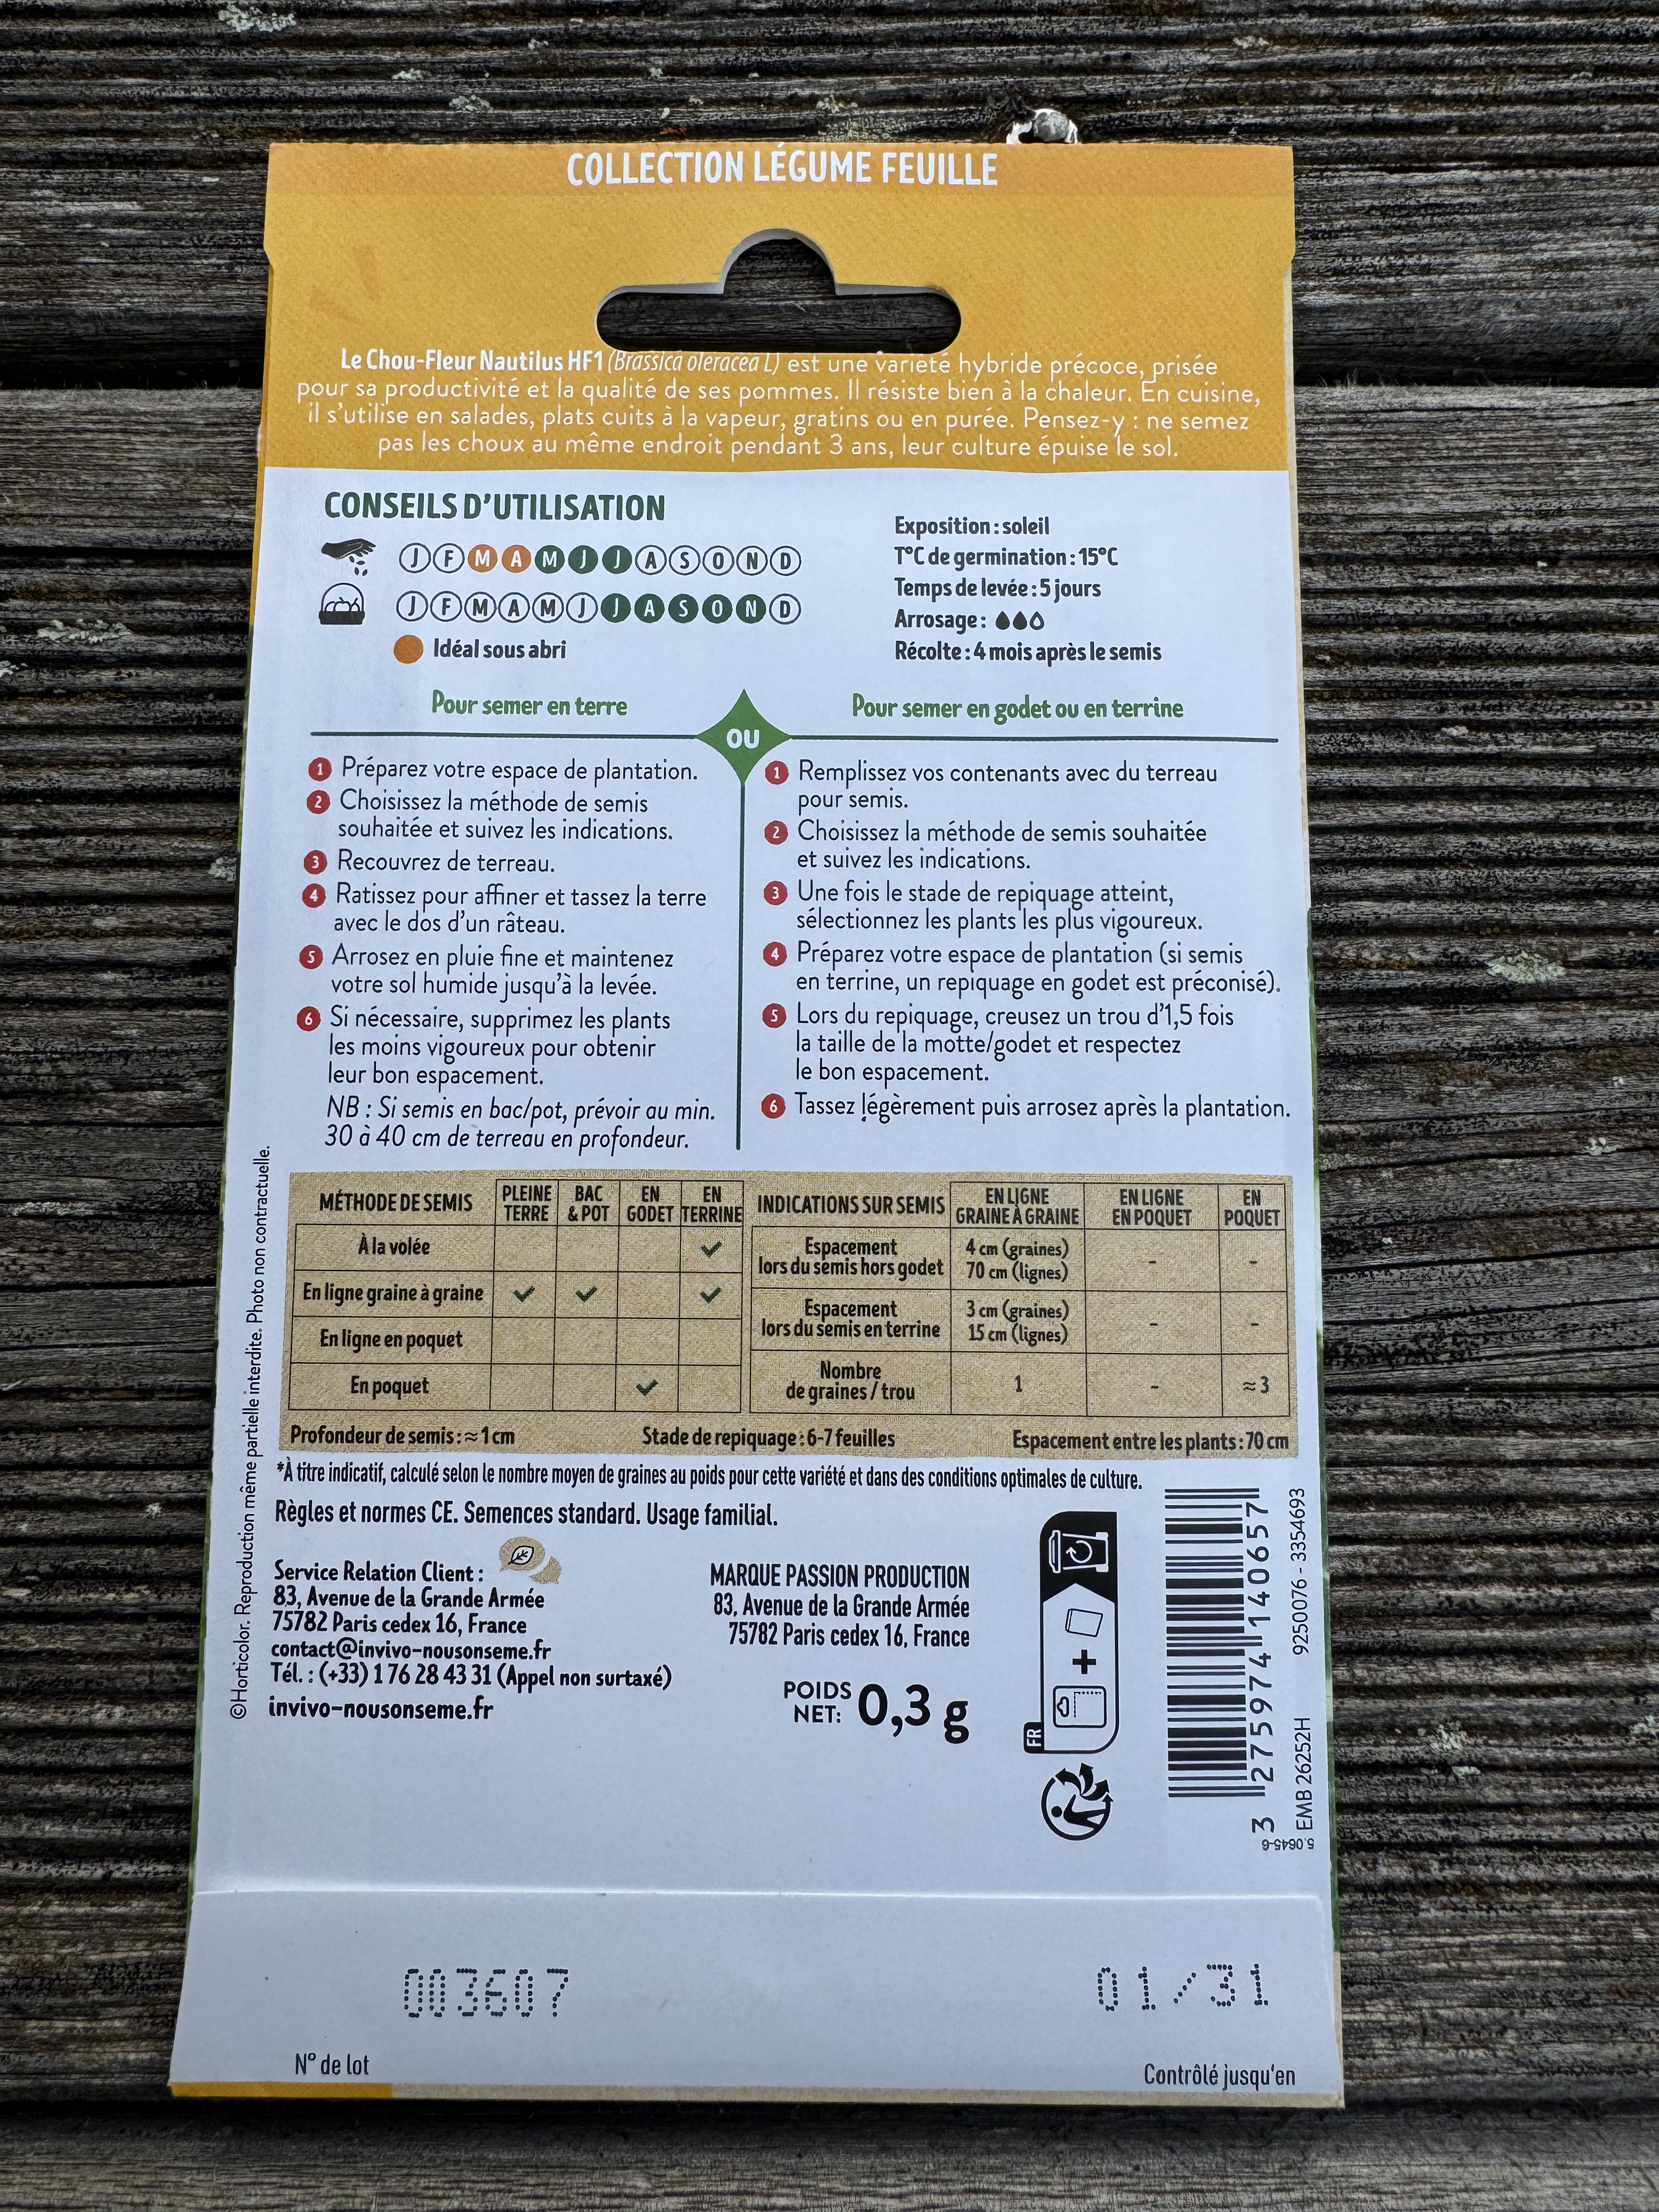 COLLECTION LÉGUME FEUILLE
Le Chou-Fleur Nautilus HF1 (Brassica oleracea L) est une variété hybride précoce, prisée
pour sa productivité et la qualité de ses pommes. Il résiste bien à la chaleur. En cuisine,
il s'utilise en salades, plats cuits à la vapeur, gratins ou en purée. Pensez-y : ne semez
pas les choux au même endroit pendant 3 ans, leur culture épuise le sol.
CONSEILS D'UTILISATION
J F M A M J J A S O N D
J F M A M J J A S O N D
Idéal sous abri
Exposition : soleil
T°C de germination : 15°C
Temps de levée : 5 jours
Arrosage :
Récolte : 4 mois après le semis
Pour semer en terre
OU
Pour semer en godet ou en terrine
1 Préparez votre espace de plantation.
2 Choisissez la méthode de semis
souhaitée et suivez les indications.
3 Recouvrez de terreau.
4 Ratissez pour affiner et tassez la terre
avec le dos d'un râteau.
5 Arrosez en pluie fine et maintenez
votre sol humide jusqu'à la levée.
6 Si nécessaire, supprimez les plants
les moins vigoureux pour obtenir
leur bon espacement.
NB : Si semis en bac/pot, prévoir au min.
30 à 40 cm de terreau en profondeur.
1 Remplissez vos contenants avec du terreau
pour semis.
2 Choisissez la méthode de semis souhaitée
et suivez les indications.
3 Une fois le stade de repiquage atteint,
sélectionnez les plants les plus vigoureux.
4 Préparez votre espace de plantation (si semis
en terrine, un repiquage en godet est préconisé).
5 Lors du repiquage, creusez un trou d'1,5 fois
la taille de la motte/godet et respectez
le bon espacement.
6 Tassez légèrement puis arrosez après la plantation.
MÉTHODE DE SEMIS PLEINE TERRE BAC & POT EN GODET EN TERRINE
À la volée ✓
En ligne graine à graine ✓ ✓ ✓
En ligne en poquet
En poquet ✓
INDICATIONS SUR SEMIS EN LIGNE GRAINE À GRAINE EN LIGNE EN POQUET EN POQUET
Espacement lors du semis hors godet 4 cm (graines) 70 cm (lignes) - -
Espacement lors du semis en terrine 3 cm (graines) 15 cm (lignes) - -
Nombre de graines / trou 1 - ≈ 3
Profondeur de semis : ≈ 1 cm Stade de repiquage : 6-7 feuilles Espacement entre les plants : 70 cm
*À titre indicatif, calculé selon le nombre moyen de graines au poids pour cette variété et dans des conditions optimales de culture.
Règles et normes CE. Semences standard. Usage familial.
Service Relation Client :
83, Avenue de la Grande Armée
75782 Paris cedex 16, France
contact@invivo-nousonseme.fr
Tél. : (+33) 1 76 28 43 31 (Appel non surtaxé)
invivo-nousonseme.fr
MARQUE PASSION PRODUCTION
83, Avenue de la Grande Armée
75782 Paris cedex 16, France
POIDS NET: 0,3 g
FR
+
3 275974 140657
9250076 - 3354693
EMB 26252H
5.0645-6
©Horticolor. Reproduction même partielle interdite. Photo non contractuelle.
003607
01/31
N° de lot
Contrôlé jusqu'en